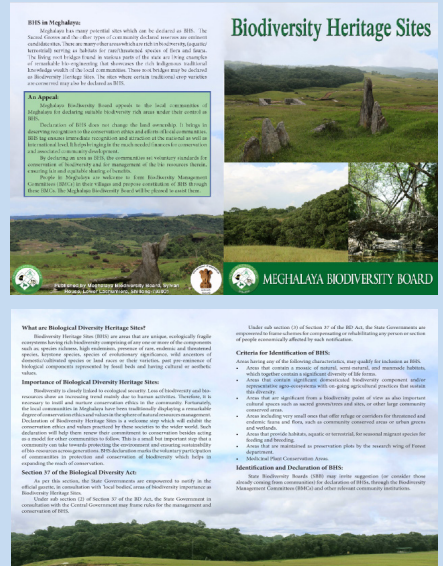 BHS in Meghalaya:
Meghalaya has many potential sites which can be declared as BHS. The
Sacred Groves and the other types of community declared reserves are eminent
candidate sites. There are many other areas which are rich in biodiversity, (aquatic/
terrestrial) serving as habitats for rare/threatened species of flora and fauna.
The living root bridges found in various parts of the state are living examples
of remarkable bio-engineering that showcases the rich indigenous traditional
knowledge wealth of the local communities. These root bridges may be declared
as Biodiversity Heritage Sites. The sites where certain traditional crop varieties
are conserved may also be declared as BHS.
An Appeal:
Meghalaya Biodiversity Board appeals to the local communities of
Meghalaya for declaring suitable biodiversity rich areas under their control as
BHS.
Declaration of BHS does not change the land ownership. It brings in
deserving recognition to the conservation ethics and efforts of local communities.
BHS tag ensures immediate recognition and attraction at the national as well as
international level. It helps bringing in the much needed finances for conservation
and associated community development.
By declaring an area as BHS, the communities set voluntary standards for
conservation of biodiversity and for management of the bio resources therein,
ensuring fair and equitable sharing of benefits.
People in Meghalaya are welcome to form Biodiversity Management
Committees (BMCs) in their villages and propose constitution of BHS through
these BMCs. The Meghalaya Biodiversity Board will be pleased to assist them.
Published by Meghalaya Biodiversity Board, Sylvan
House, Lower Lachumiere, Shillong-793001
Biodiversity Heritage Sites
MEGHALAYA BIODIVERSITY BOARD
What are Biological Diversity Heritage Sites?
Biodiversity Heritage Sites (BHS) are areas that are unique, ecologically fragile
ecosystems having rich biodiversity comprising of any one or more of the components
such as; species richness, high endemism, presence of rare, endemic and threatened
species, keystone species, species of evolutionary significance, wild ancestors of
domestic/cultivated species or land races or their varieties, past pre-eminence of
biological components represented by fossil beds and having cultural or aesthetic
values.
Importance of Biological Diversity Heritage Sites:
Biodiversity is closely linked to ecological security. Loss of biodiversity and bio-
resources show an increasing trend mainly due to human activities. Therefore, it is
necessary to instil and nurture conservation ethics in the community. Fortunately,
the local communities in Meghalaya have been traditionally displaying a remarkable
degree of conservation ethics and values in the sphere of natural resources management.
Declaration of Biodiversity Heritage Sites is a welcome step which will exhibit the
conservation ethics and values practised by these societies to the wider world. Such
declaration will help them renew their commitments to conservation besides acting
as a model for other communities to follow. This is a small but important step that a
community can take towards protecting the environment and ensuring sustainability
of bio resources across generations. BHS declaration marks the voluntary participation
of communities in protection and conservation of biodiversity which helps in
expanding the reach of conservation.
Section 37 of the Biological Diversity Act:
As per this section, the State Governments are empowered to notify in the
official gazette, in consultation with 'local bodies', areas of biodiversity importance as
Biodiversity Heritage Sites.
Under sub section (2) of Section 37 of the BD Act, the State Government in
consultation with the Central Government may frame rules for the management and
conservation of BHS.
Under sub section (3) of Section 37 of the BD Act, the State Governments are
empowered to frame schemes for compensating or rehabilitating any person or section
of people economically affected by such notification.
Criteria for Identification of BHS:
Areas having any of the following characteristics, may qualify for inclusion as BHS.
• Areas that contain a mosaic of natural, semi-natural, and manmade habitats,
which together contain a significant diversity of life forms.
• Areas that contain significant domesticated biodiversity component and/or
representative agro-ecosystems with on-going agricultural practices that sustain
this diversity.
• Areas that are significant from a biodiversity point of view as also important
cultural spaces such as sacred groves/trees and sites, or other large community
conserved areas.
• Areas including very small ones that offer refuge or corridors for threatened and
endemic fauna and flora, such as community conserved areas or urban greens
and wetlands.
• Areas that provide habitats, aquatic or terrestrial, for seasonal migrant species for
feeding and breeding.
• Areas that are maintained as preservation plots by the research wing of Forest
department.
• Medicinal Plant Conservation Areas.
Identification and Declaration of BHS:
State Biodiversity Boards (SBB) may invite suggestion (or consider those
already coming from communities) for declaration of BHSs, through the Biodiversity
Management Committees (BMCs) and other relevant community institutions.